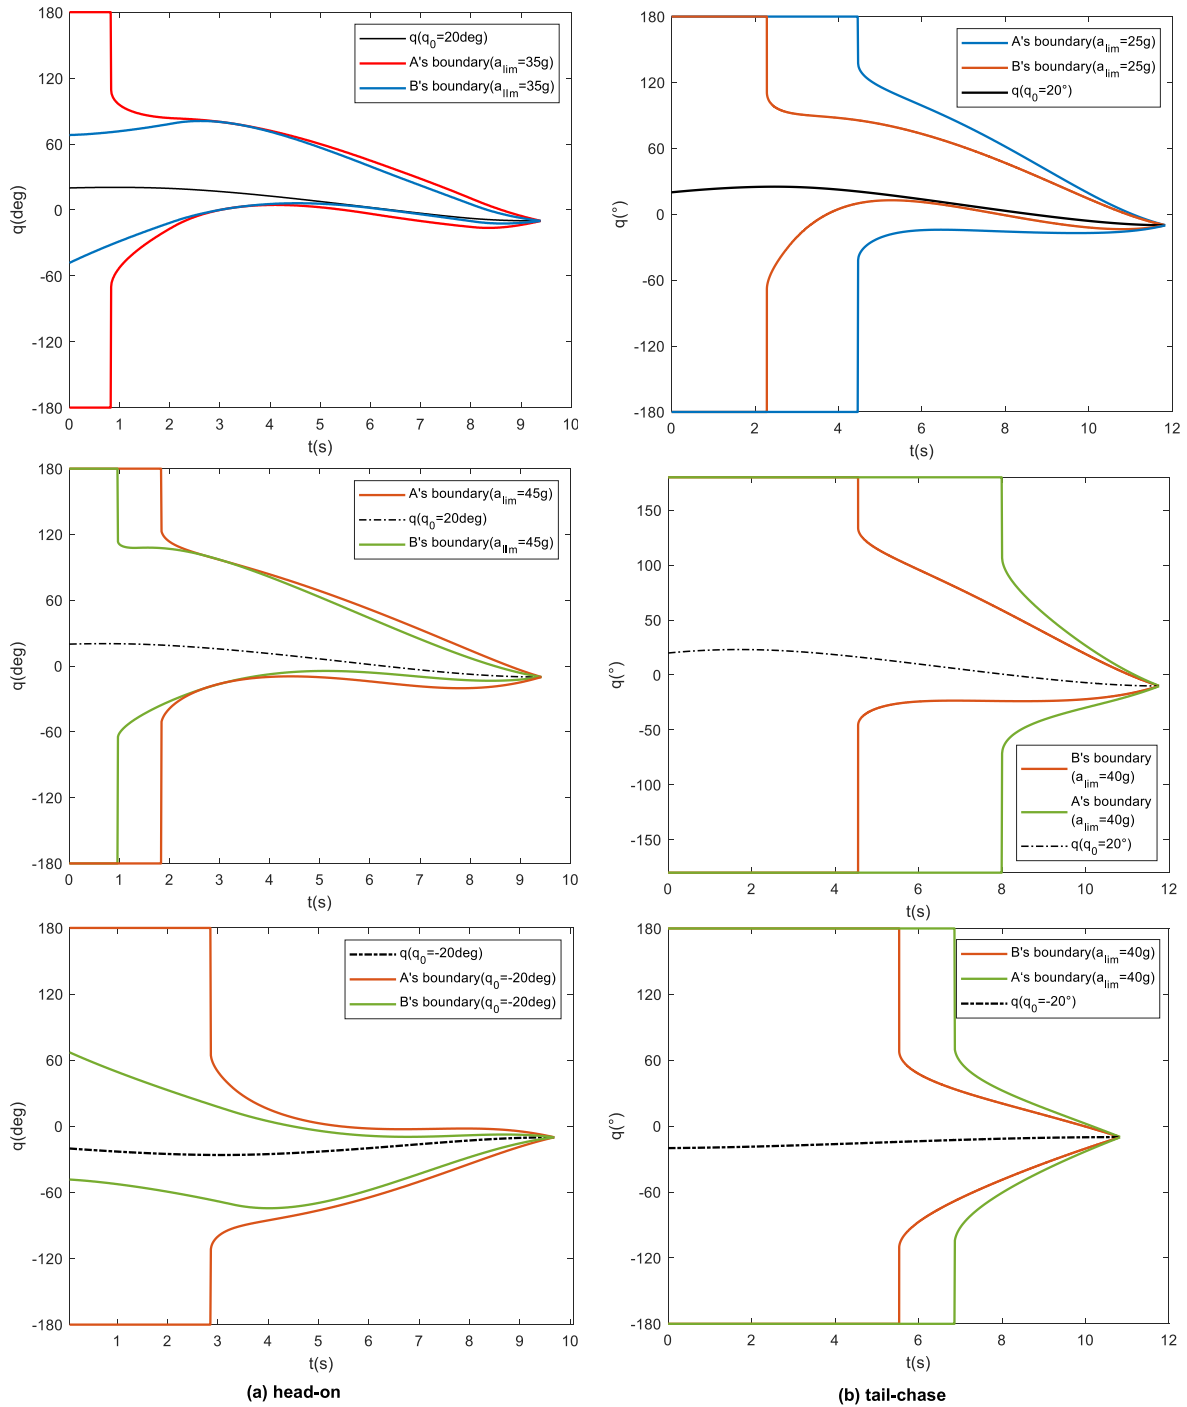 180
120
60
0
-60
-120
-180
q(deg)
0 1 2 3 4 5 6 7 8 9 10
t(s)
q(q0=20deg)
A's boundary(alim=35g)
B's boundary(allm=35g)
180
120
60
0
-60
-120
-180
q(°)
0 2 4 6 8 10 12
t(s)
A's boundary(alim=25g)
B's boundary(alim=25g)
q(q0=20°)
180
120
60
0
-60
-120
-180
q(deg)
0 1 2 3 4 5 6 7 8 9 10
t(s)
A's boundary(alim=45g)
q(q0=20deg)
B's boundary(allm=45g)
150
100
50
0
-50
-100
-150
q(°)
0 2 4 6 8 10 12
t(s)
B's boundary
(alim=40g)
A's boundary
(alim=40g)
q(q0=20°)
180
120
60
0
-60
-120
-180
q(deg)
1 2 3 4 5 6 7 8 9 10
t(s)
q(q0=-20deg)
A's boundary(q0=-20deg)
B's boundary(q0=-20deg)
180
120
60
0
-60
-120
-180
q(°)
0 2 4 6 8 10 12
t(s)
B's boundary(alim=40g)
A's boundary(alim=40g)
q(q0=-20°)
(a) head-on
(b) tail-chase